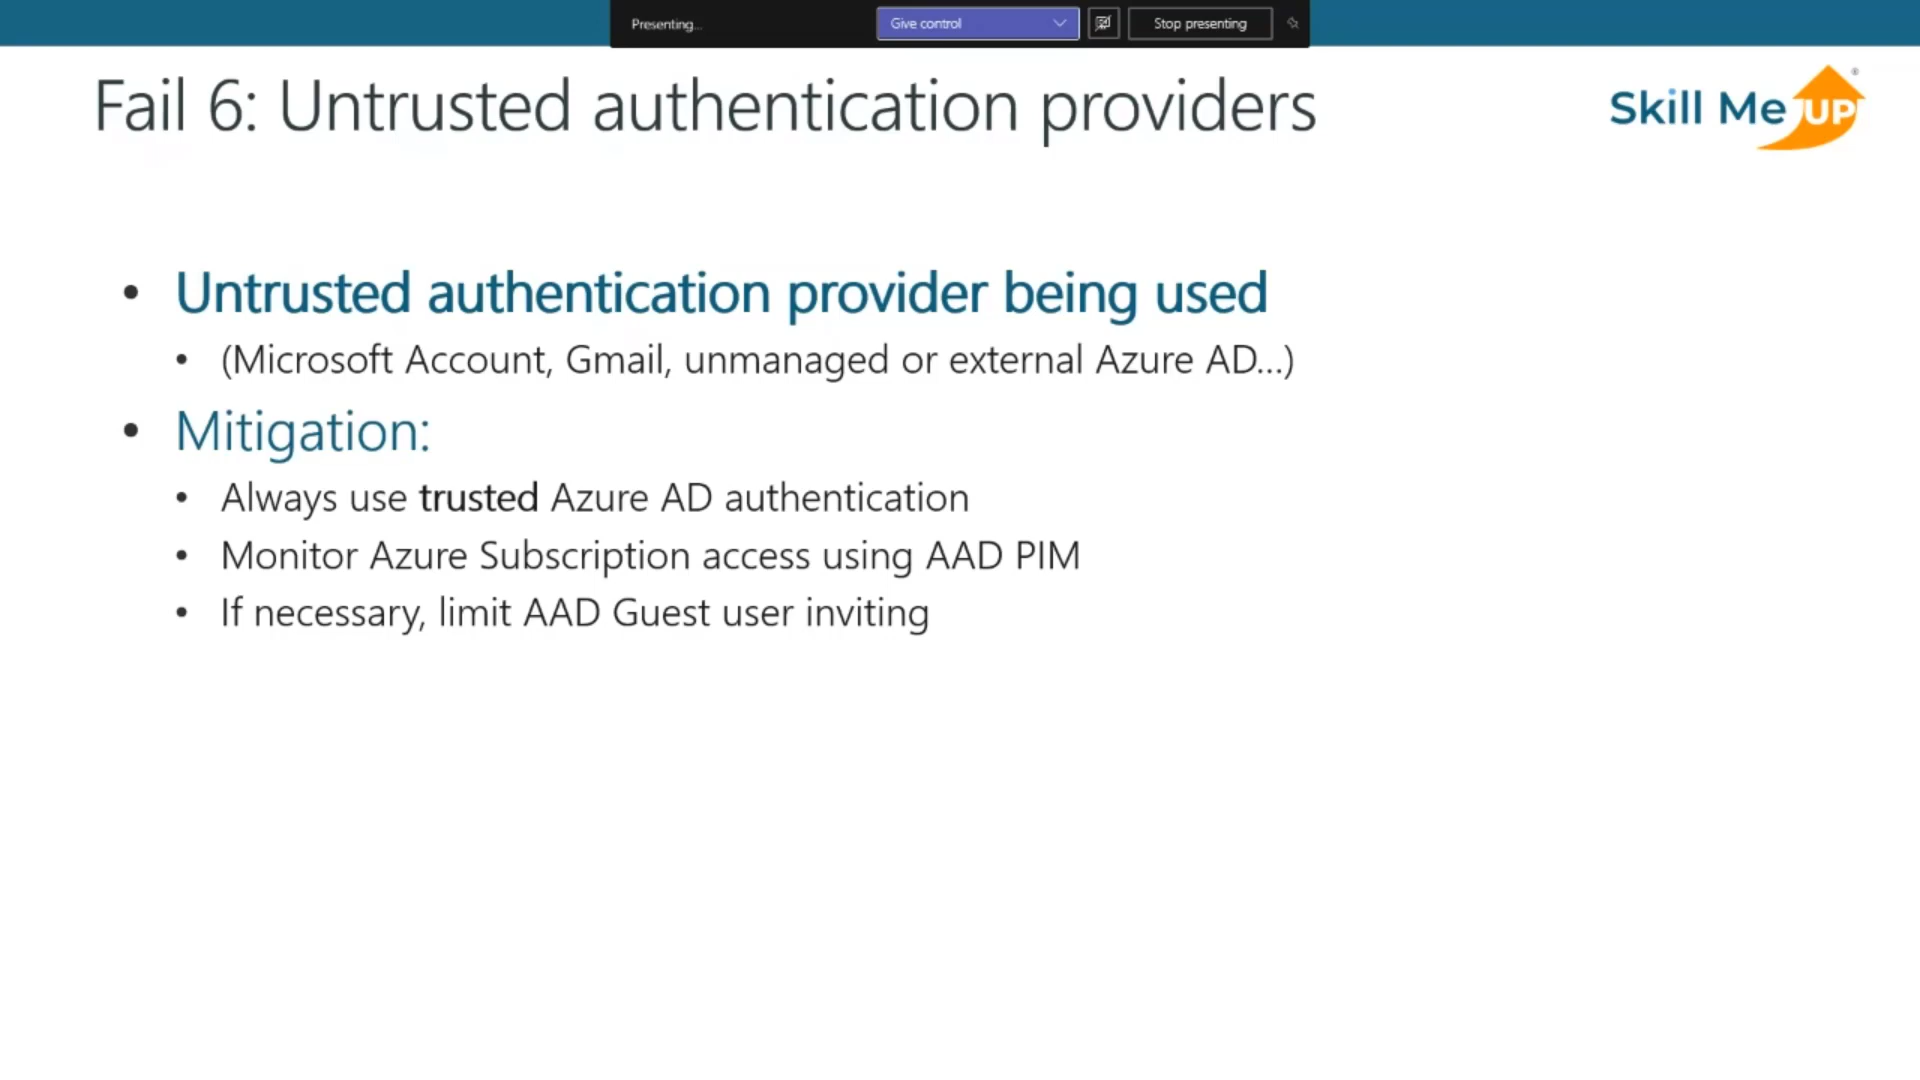 Presenting...
Give control
Stop presenting
Fail 6: Untrusted authentication providers
Skill Me UP ®
• Untrusted authentication provider being used
• (Microsoft Account, Gmail, unmanaged or external Azure AD...)
• Mitigation:
• Always use trusted Azure AD authentication
• Monitor Azure Subscription access using AAD PIM
• If necessary, limit AAD Guest user inviting